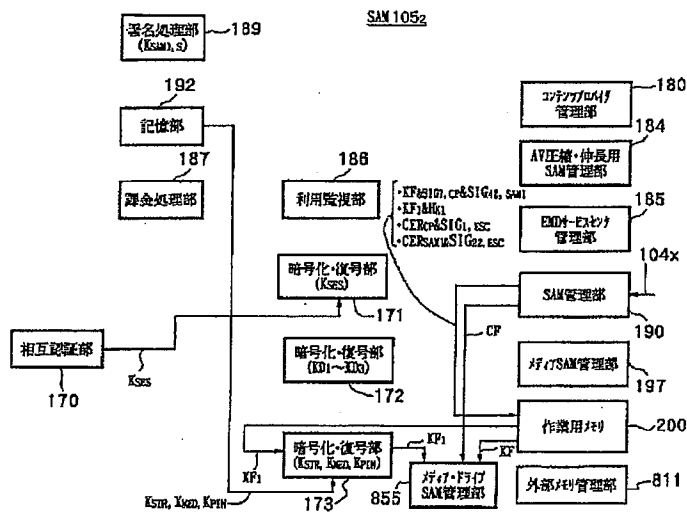 SAM 105₂
署名処理部
(KSAM3,S)
189
192
記憶部
187
課金処理部
186
利用監視部
コンテンツプロバイダ
管理部
180
184
AV圧縮・伸長用
SAM管理部
185
EMDサービスセンタ
管理部
・KF&SIG7,CP&SIG42,SAM1
・KF1&HK1
・CERCP&SIG1,ESC
・CERSAM1&SIG22,ESC
104x
SAM管理部
190
CF
暗号化・復号部
(KSES)
171
相互認証部
170
KSES
暗号化・復号部
(KD1~KD3)
172
メディアSAM管理部
197
作業用メモリ
200
KF
KF1
暗号化・復号部
(KSTR, KMED, KPIN)
173
KF1
KSTR, KMED, KPIN
855
メディア・ドライブ
SAM管理部
外部メモリ管理部
811